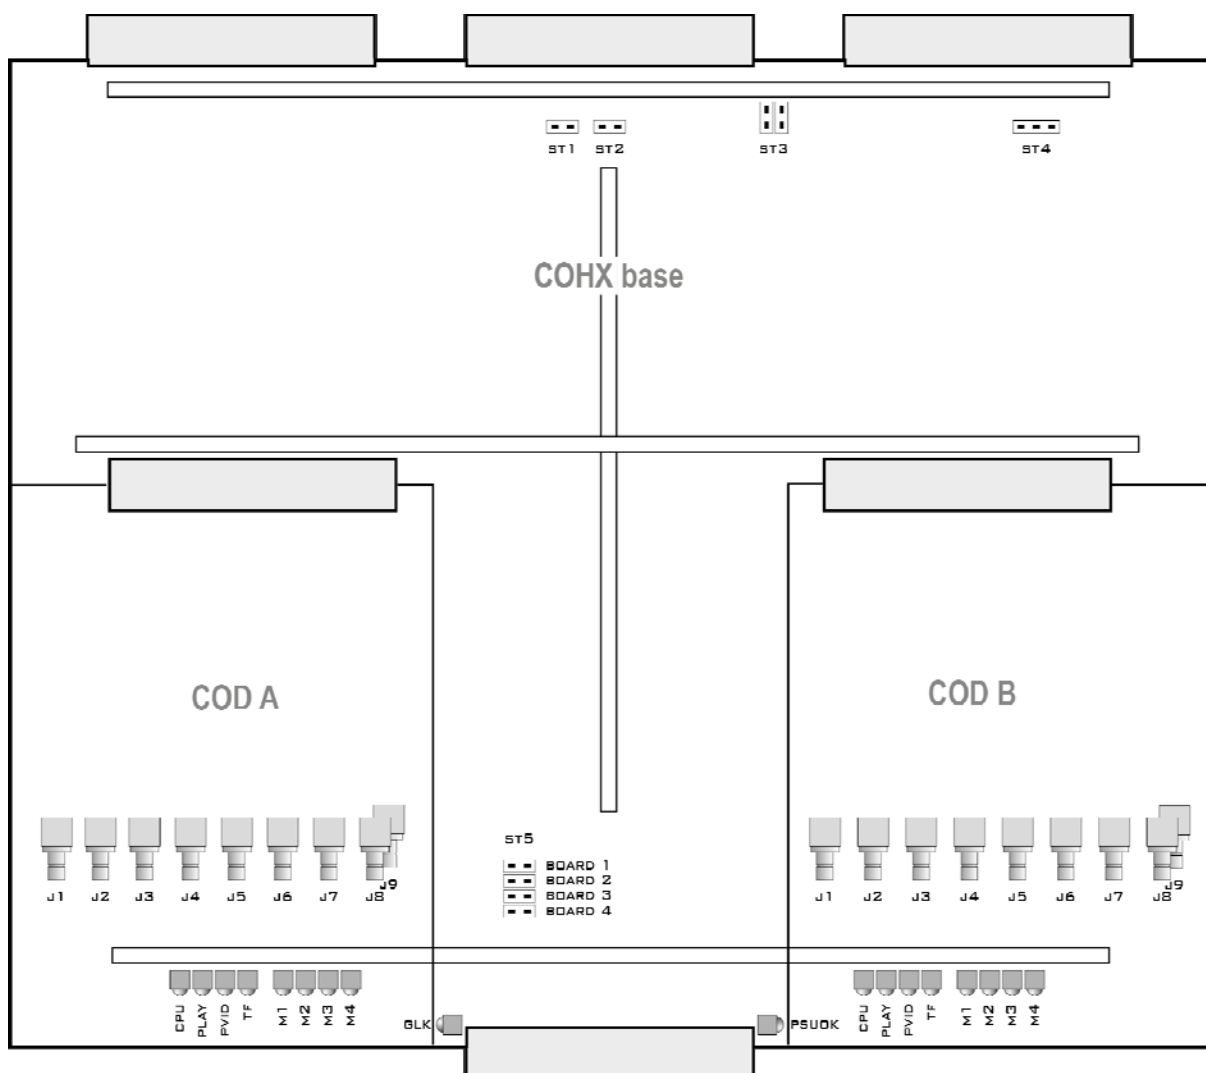 ST1 ST2 ST3 ST4
COHX base
COD A
COD B
J1 J2 J3 J4 J5 J6 J7 J8 J9
ST5
BOARD 1
BOARD 2
BOARD 3
BOARD 4
J1 J2 J3 J4 J5 J6 J7 J8 J9
CPU PLAY PVID TF M1 M2 M3 M4
GLK
PSUOK
CPU PLAY PVID TF M1 M2 M3 M4